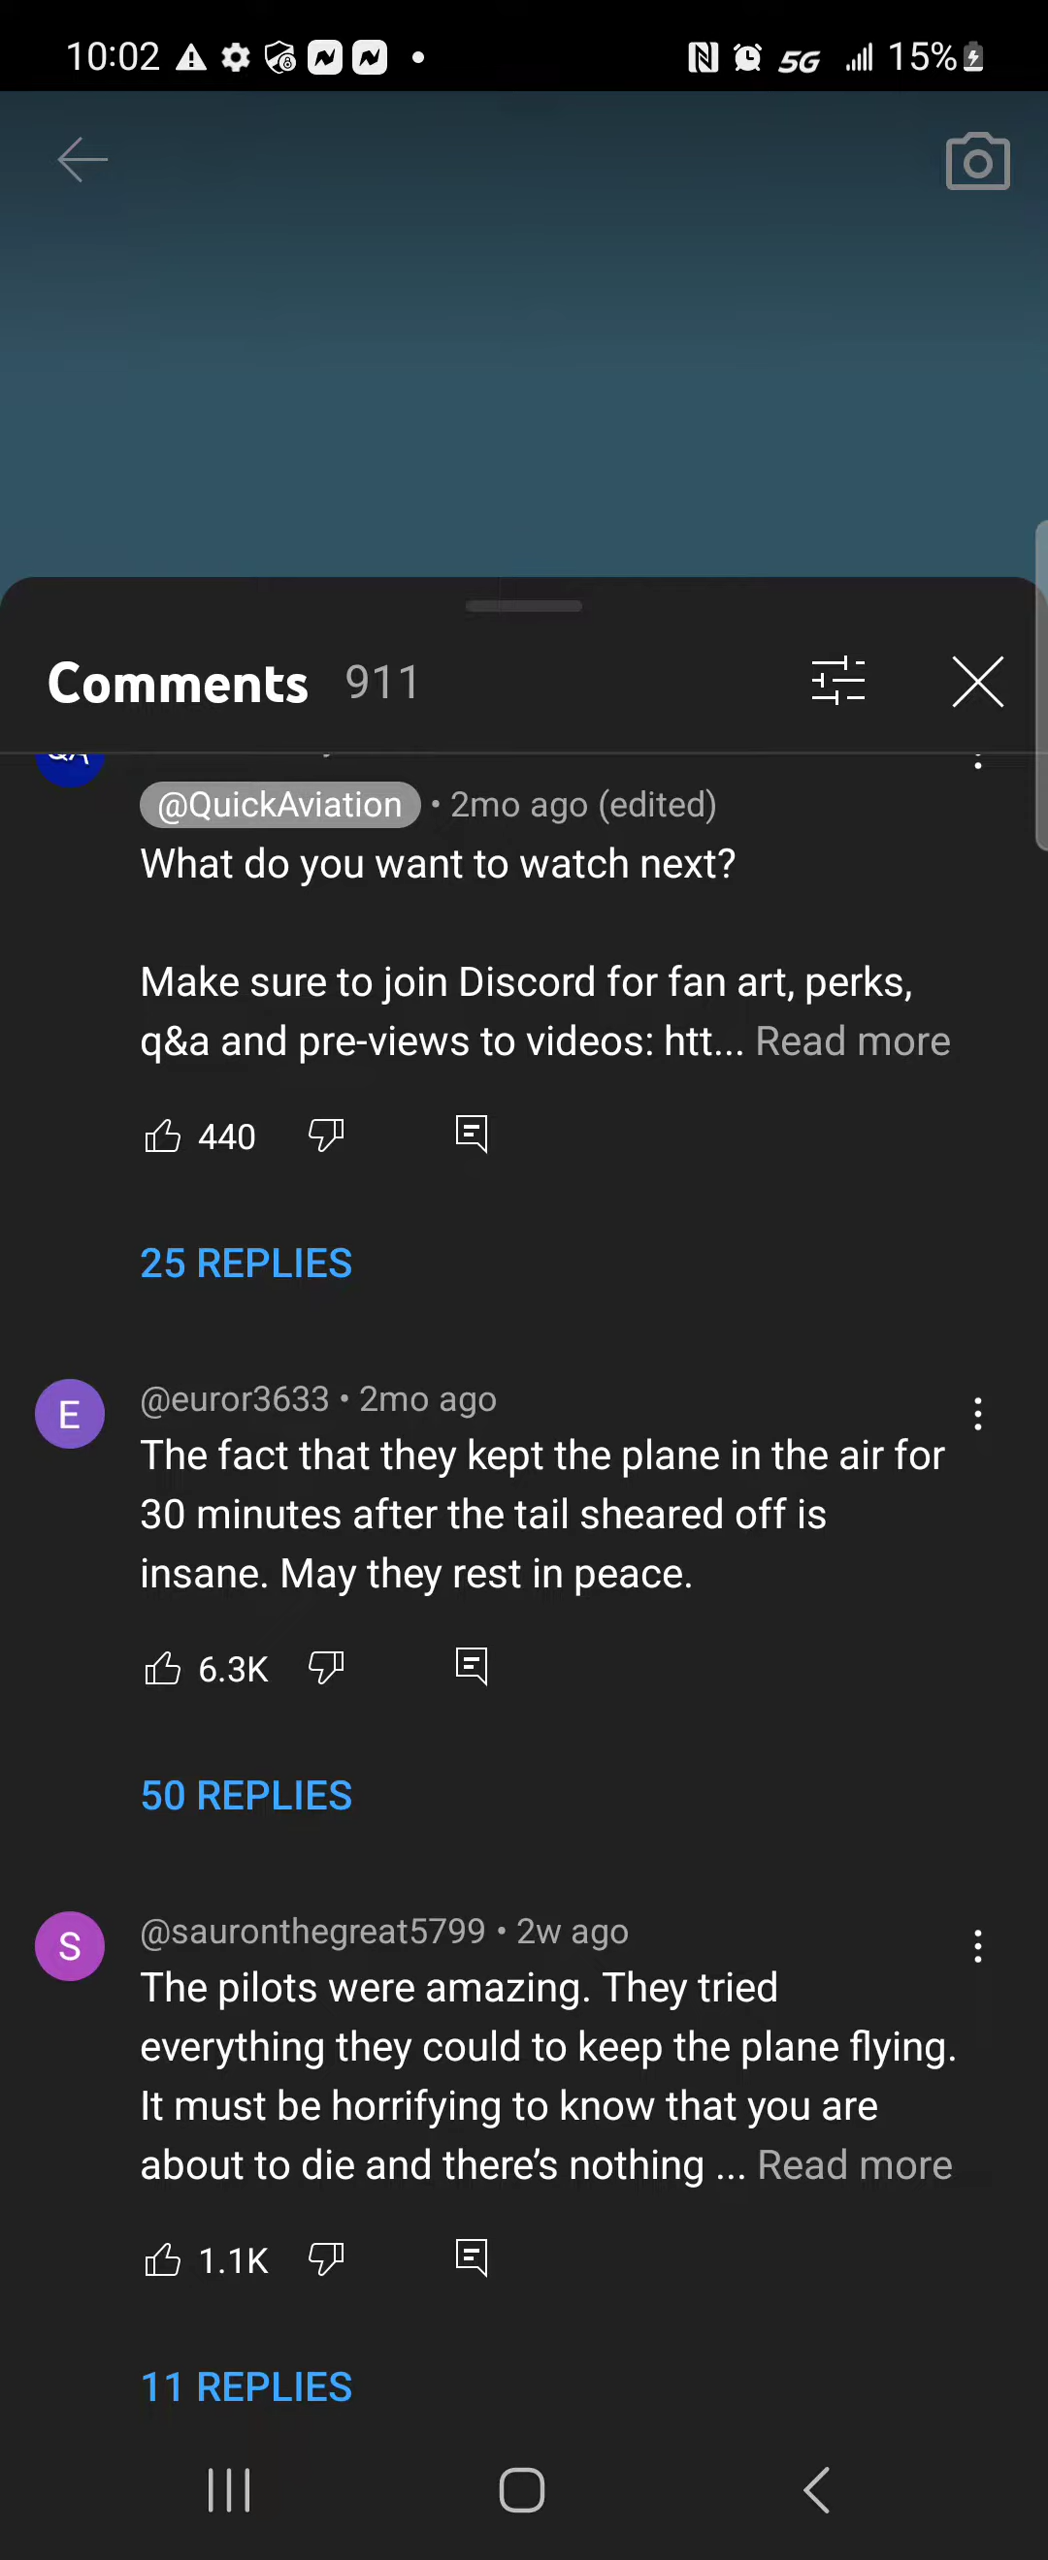 10:02
5G 15%
Comments 911
@QuickAviation • 2mo ago (edited)
What do you want to watch next?
Make sure to join Discord for fan art, perks,
q&a and pre-views to videos: htt... Read more
440
25 REPLIES
E
@euror3633 • 2mo ago
The fact that they kept the plane in the air for
30 minutes after the tail sheared off is
insane. May they rest in peace.
6.3K
50 REPLIES
S
@sauronthegreat5799 • 2w ago
The pilots were amazing. They tried
everything they could to keep the plane flying.
It must be horrifying to know that you are
about to die and there’s nothing ... Read more
1.1K
11 REPLIES